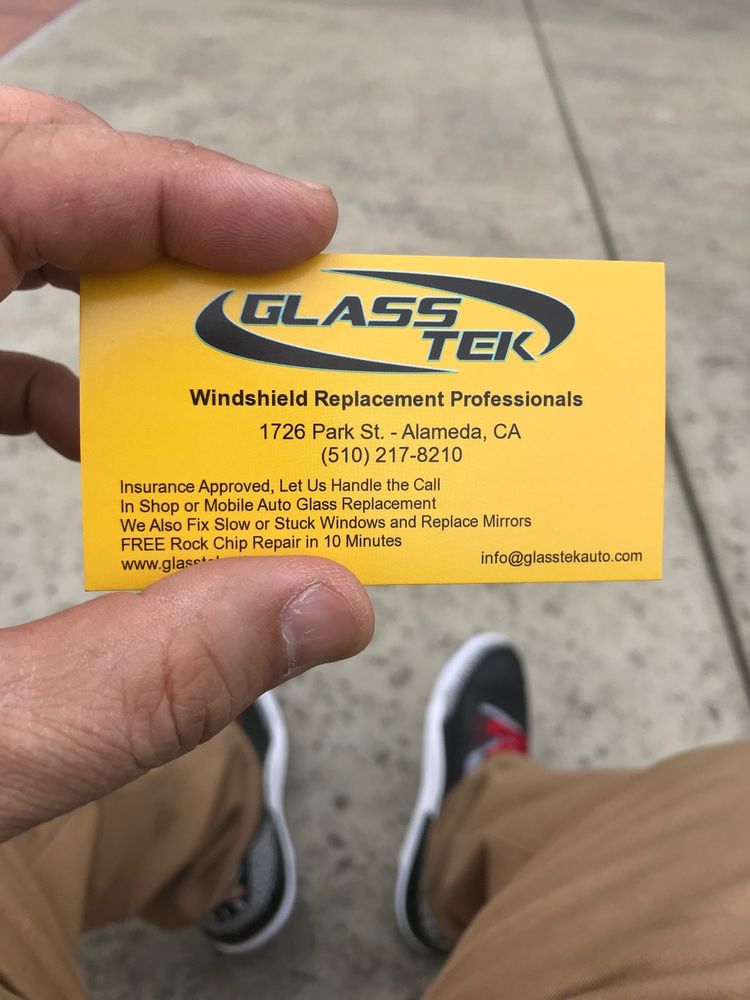 GLASS
TEK
Windshield Replacement Professionals
1726 Park St. - Alameda, CA
(510) 217-8210
Insurance Approved, Let Us Handle the Call
In Shop or Mobile Auto Glass Replacement
We Also Fix Slow or Stuck Windows and Replace Mirrors
FREE Rock Chip Repair in 10 Minutes
info@glasstekauto.com